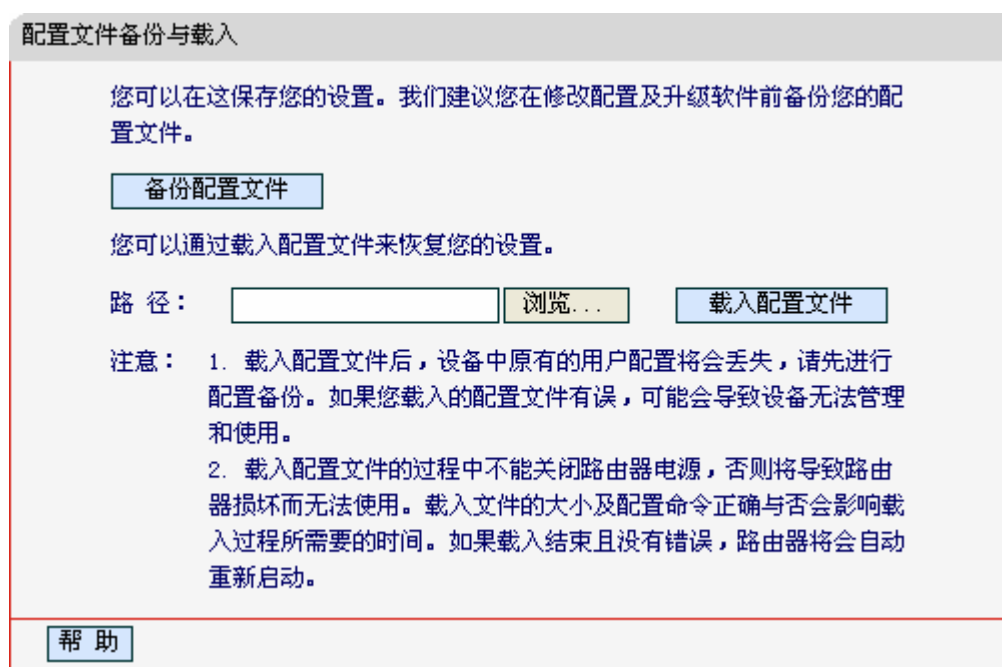 配置文件备份与载入
您可以在这保存您的设置。我们建议您在修改配置及升级软件前备份您的配
置文件。
备份配置文件
您可以通过载入配置文件来恢复您的设置。
路 径： 浏览... 载入配置文件
注意： 1. 载入配置文件后，设备中原有的用户配置将会丢失，请先进行
配置备份。如果您载入的配置文件有误，可能会导致设备无法管理
和使用。
2. 载入配置文件的过程中不能关闭路由器电源，否则将导致路由
器损坏而无法使用。载入文件的大小及配置命令正确与否会影响载
入过程所需要的时间。如果载入结束且没有错误，路由器将会自动
重新启动。
帮 助